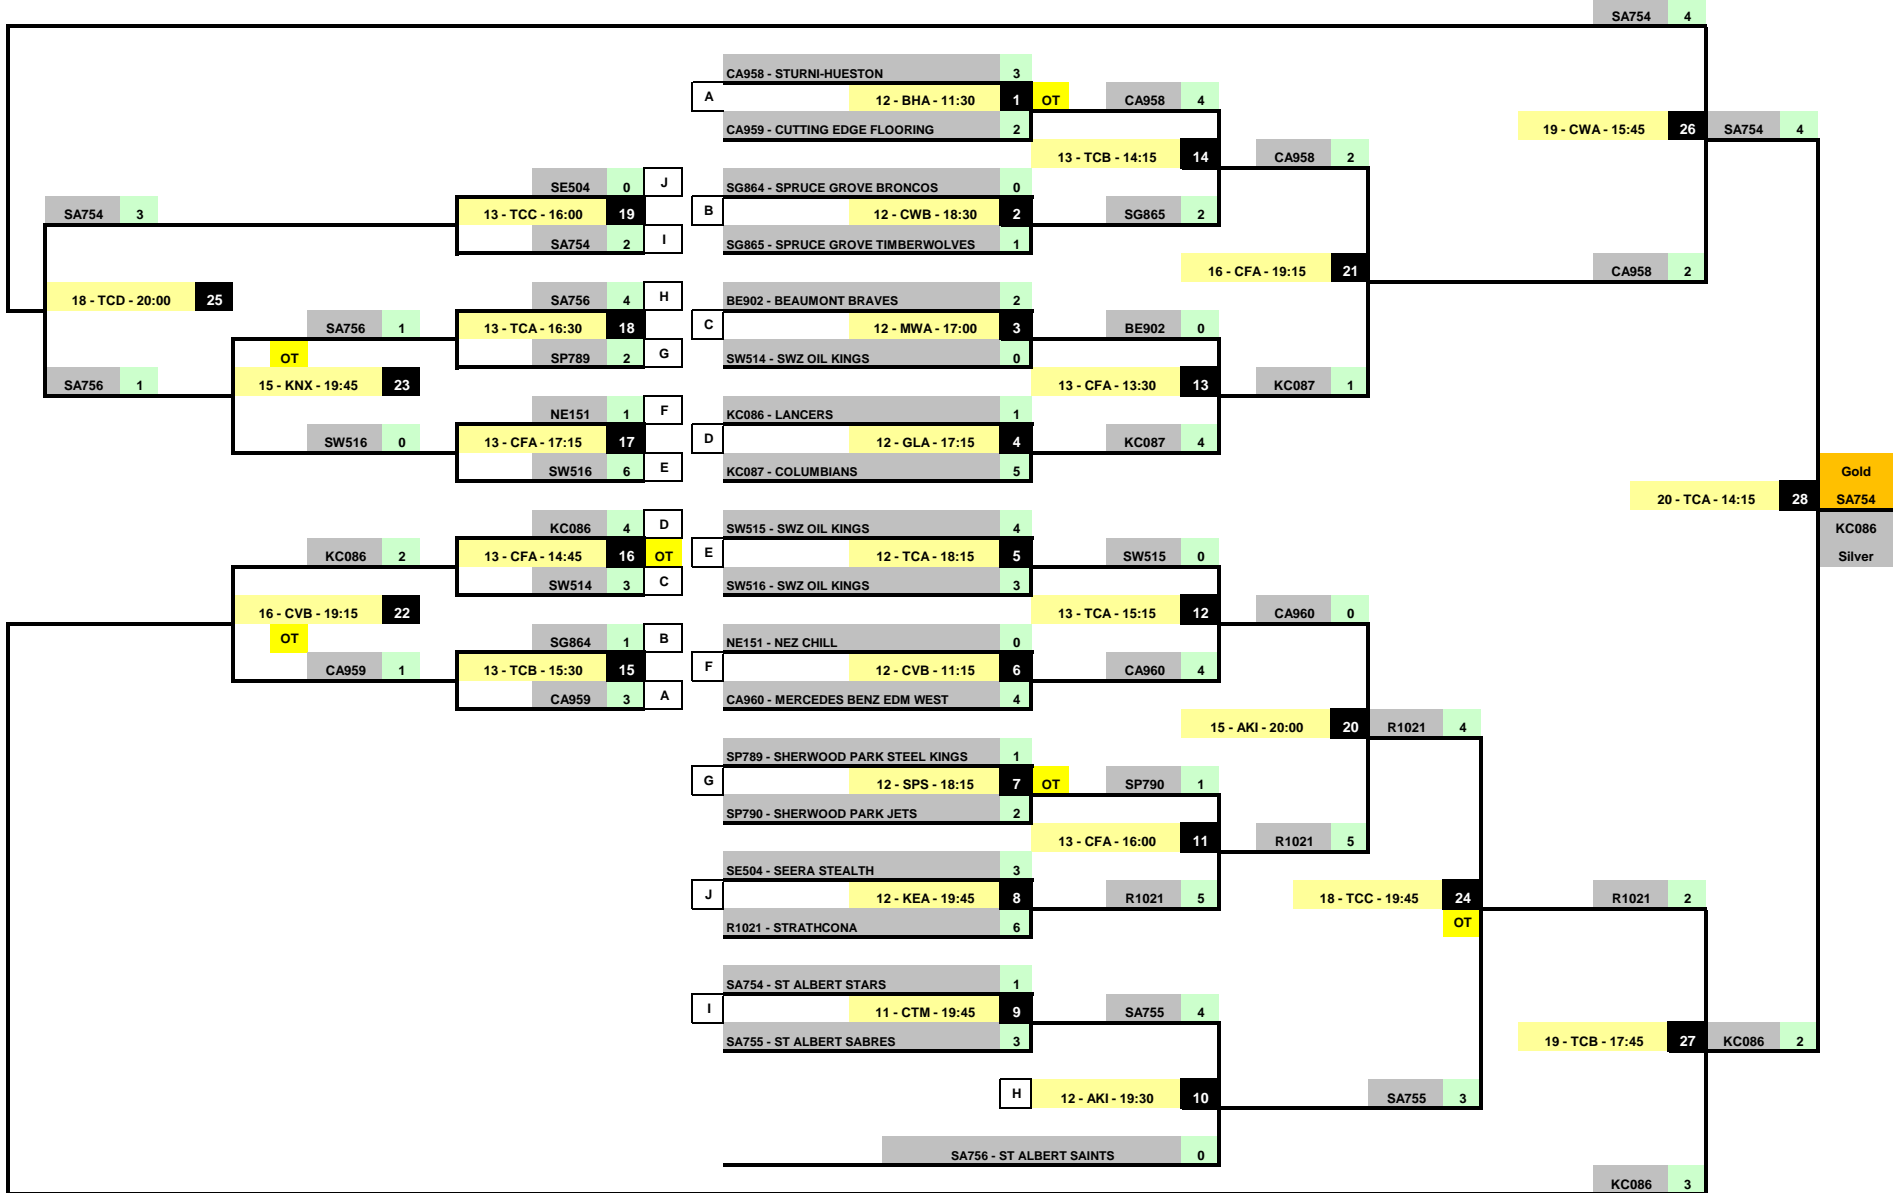 SA754 4
CA958 - STURNI-HUESTON 3
A 12 - BHA - 11:30 1 OT CA958 4
CA959 - CUTTING EDGE FLOORING 2 19 - CWA - 15:45 26 SA754 4
13 - TCB - 14:15 14 CA958 2
SE504 0 J SG864 - SPRUCE GROVE BRONCOS 0
SA754 3 13 - TCC - 16:00 19 B 12 - CWB - 18:30 2 SG865 2
SA754 2 I SG865 - SPRUCE GROVE TIMBERWOLVES 1
16 - CFA - 19:15 21 CA958 2
18 - TCD - 20:00 25 SA756 4 H BE902 - BEAUMONT BRAVES 2
SA756 1 13 - TCA - 16:30 18 C 12 - MWA - 17:00 3 BE902 0
OT SP789 2 G SW514 - SWZ OIL KINGS 0
SA756 1 15 - KNX - 19:45 23 13 - CFA - 13:30 13 KC087 1
NE151 1 F KC086 - LANCERS 1
SW516 0 13 - CFA - 17:15 17 D 12 - GLA - 17:15 4 KC087 4
SW516 6 E KC087 - COLUMBIANS 5 Gold
20 - TCA - 14:15 28 SA754
KC086 4 D SW515 - SWZ OIL KINGS 4 KC086
KC086 2 13 - CFA - 14:45 16 OT E 12 - TCA - 18:15 5 SW515 0 Silver
SW514 3 C SW516 - SWZ OIL KINGS 3
16 - CVB - 19:15 22 13 - TCA - 15:15 12 CA960 0
OT SG864 1 B NE151 - NEZ CHILL 0
CA959 1 13 - TCB - 15:30 15 F 12 - CVB - 11:15 6 CA960 4
CA959 3 A CA960 - MERCEDES BENZ EDM WEST 4
15 - AKI - 20:00 20 R1021 4
SP789 - SHERWOOD PARK STEEL KINGS 1
G 12 - SPS - 18:15 7 OT SP790 1
SP790 - SHERWOOD PARK JETS 2
13 - CFA - 16:00 11 R1021 5
SE504 - SEERA STEALTH 3
J 12 - KEA - 19:45 8 R1021 5 18 - TCC - 19:45 24 R1021 2
R1021 - STRATHCONA 6 OT
SA754 - ST ALBERT STARS 1
I 11 - CTM - 19:45 9 SA755 4
SA755 - ST ALBERT SABRES 3 19 - TCB - 17:45 27 KC086 2
H 12 - AKI - 19:30 10 SA755 3
SA756 - ST ALBERT SAINTS 0
KC086 3